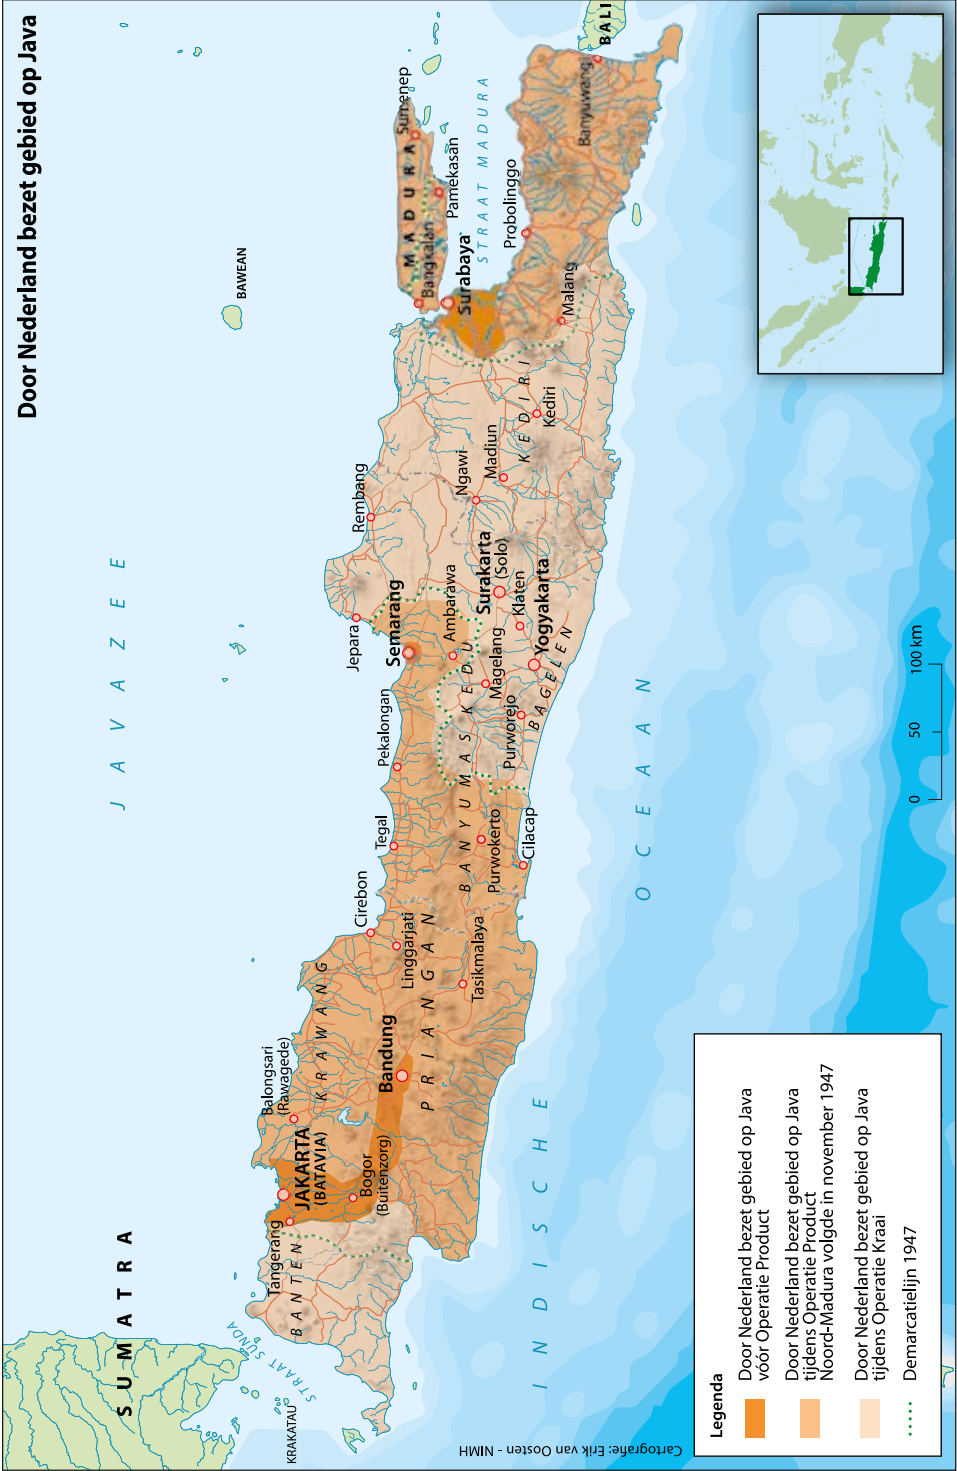 Door Nederland bezet gebied op Java
SUMATRA
STRAAT SUNDA
KRAKATAU
JAVAZEE
BAWEAN
BANTEN
Tangerang
JAKARTA
(BATAVIA)
Bogor
(Buitenzorg)
Balongsari
(Rawagede)
KRAWANG
Bandung
PRIANGAN
Cirebon
Linggarjati
Tasikmalaya
Tegal
BANYUMAS
Purwokerto
Cilacap
Pekalongan
KEDU
Purworejo
BAGELEN
Magelang
Semarang
Ambarawa
Jepara
Yogyakarta
Klaten
Surakarta
(Solo)
Rembang
Ngawi
Madiun
KEDIRI
Kediri
Malang
Surabaya
MADURA
Bangkalan
Pamekasan
Sumenep
STRAAT MADURA
Probolinggo
Banyuwangi
BALI
INDISCHE OCEAAN
0 50 100 km
Legenda
Door Nederland bezet gebied op Java
vóór Operatie Product
Door Nederland bezet gebied op Java
tijdens Operatie Product
Noord-Madura volgde in november 1947
Door Nederland bezet gebied op Java
tijdens Operatie Kraai
Demarcatielijn 1947
Cartografie: Erik van Oosten - NIMH